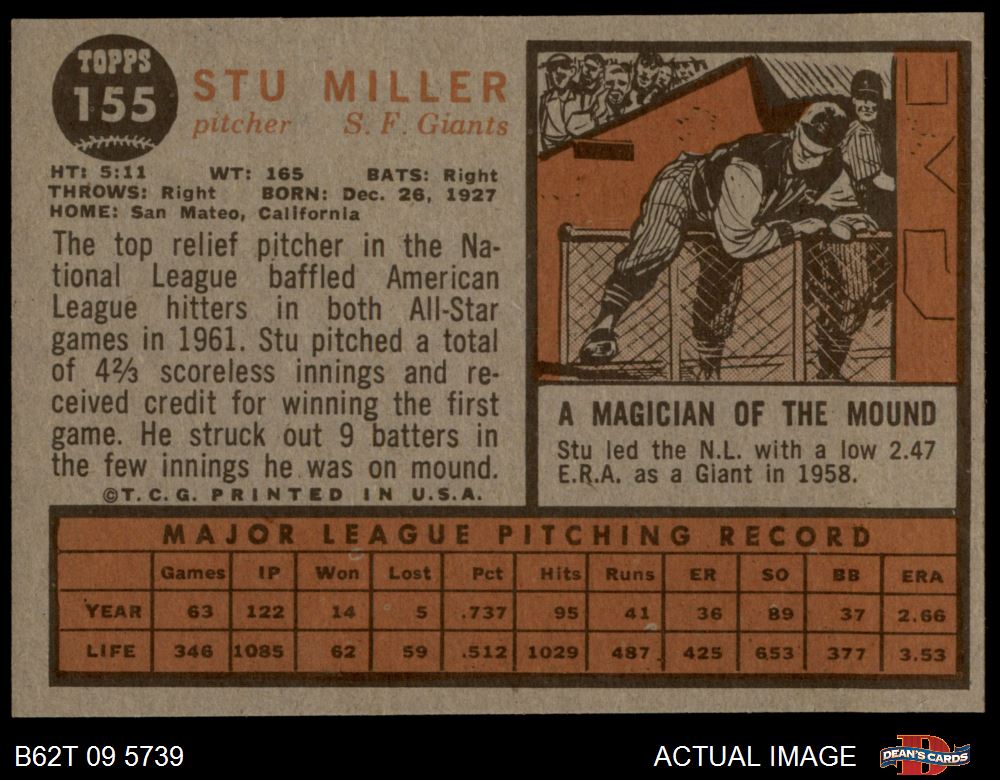 TOPPS
155
STU MILLER
pitcher S. F. Giants
HT: 5:11 WT: 165 BATS: Right
THROWS: Right BORN: Dec. 26, 1927
HOME: San Mateo, California
The top relief pitcher in the Na-
tional League baffled American
League hitters in both All-Star
games in 1961. Stu pitched a total
of 4⅔ scoreless innings and re-
ceived credit for winning the first
game. He struck out 9 batters in
the few innings he was on mound.
©T.C.G. PRINTED IN U.S.A.
A MAGICIAN OF THE MOUND
Stu led the N.L. with a low 2.47
E.R.A. as a Giant in 1958.
MAJOR LEAGUE PITCHING RECORD
Games IP Won Lost Pct Hits Runs ER SO BB ERA
YEAR 63 122 14 5 .737 95 41 36 89 37 2.66
LIFE 346 1085 62 59 .512 1029 487 425 653 377 3.53
B62T 09 5739 ACTUAL IMAGE DEAN'S CARDS